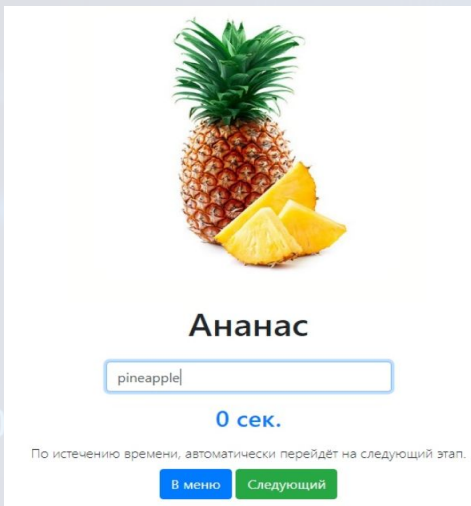 Ананас
pineapple
0 сек.
По истечению времени, автоматически перейдёт на следующий этап.
В меню Следующий